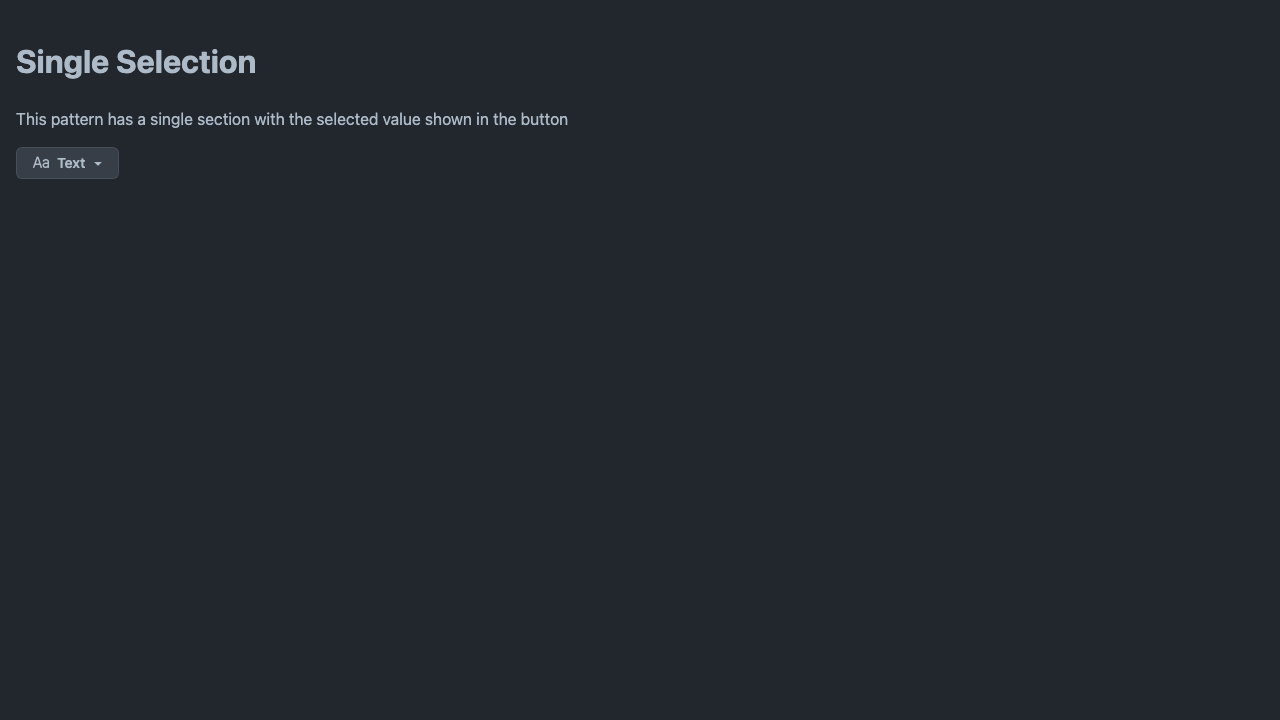 Single Selection
This pattern has a single section with the selected value shown in the button
Aa Text